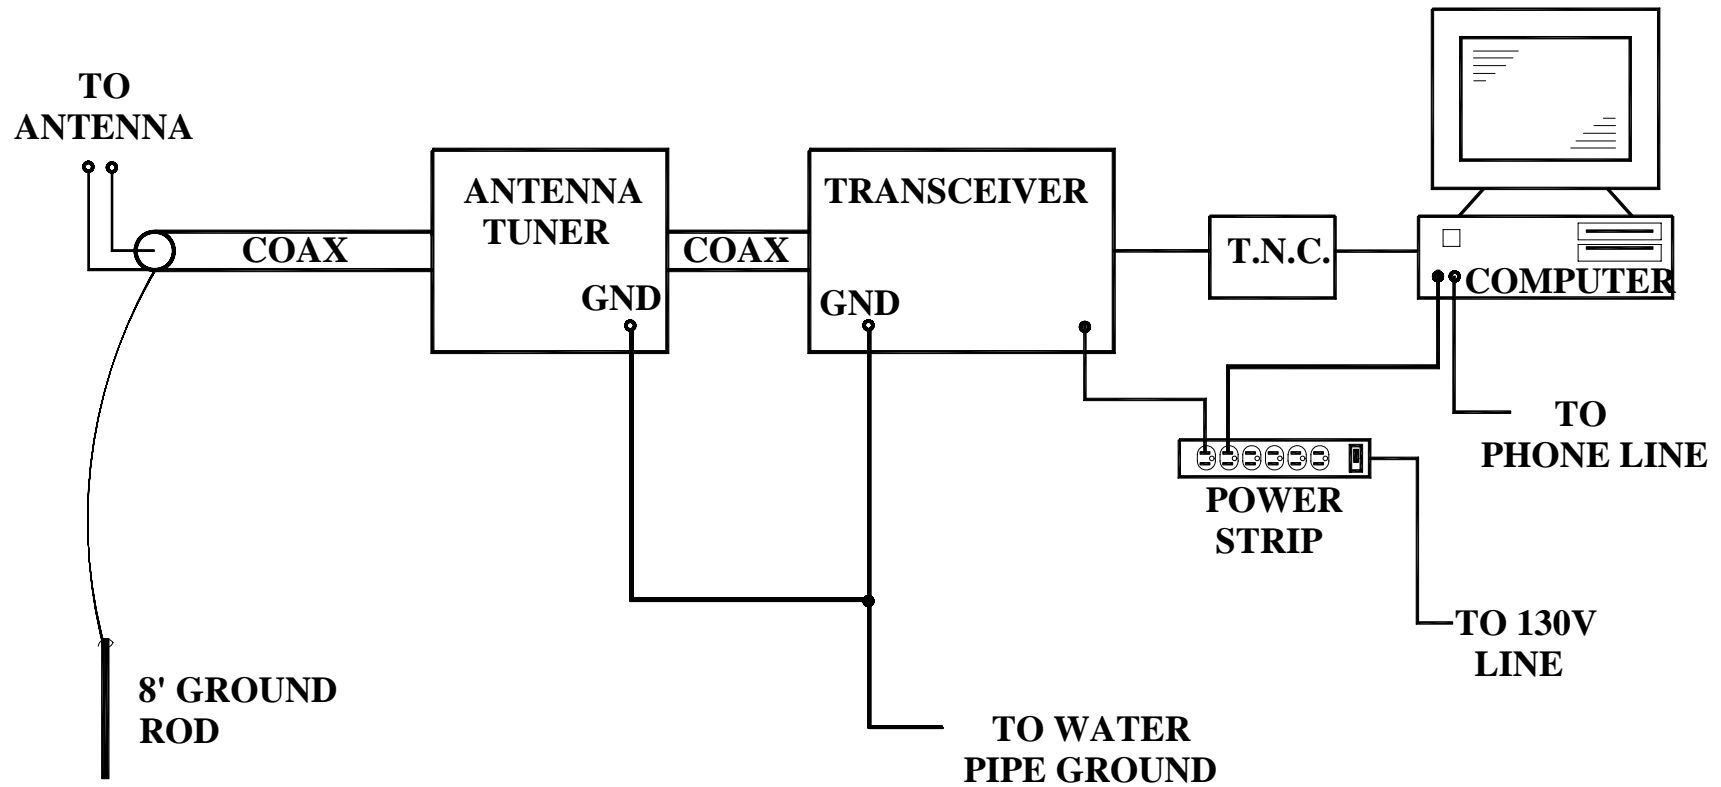 TO
ANTENNA
COAX
ANTENNA
TUNER
GND
COAX
TRANSCEIVER
GND
T.N.C.
COMPUTER
TO
PHONE LINE
POWER
STRIP
TO 130V
LINE
8' GROUND
ROD
TO WATER
PIPE GROUND